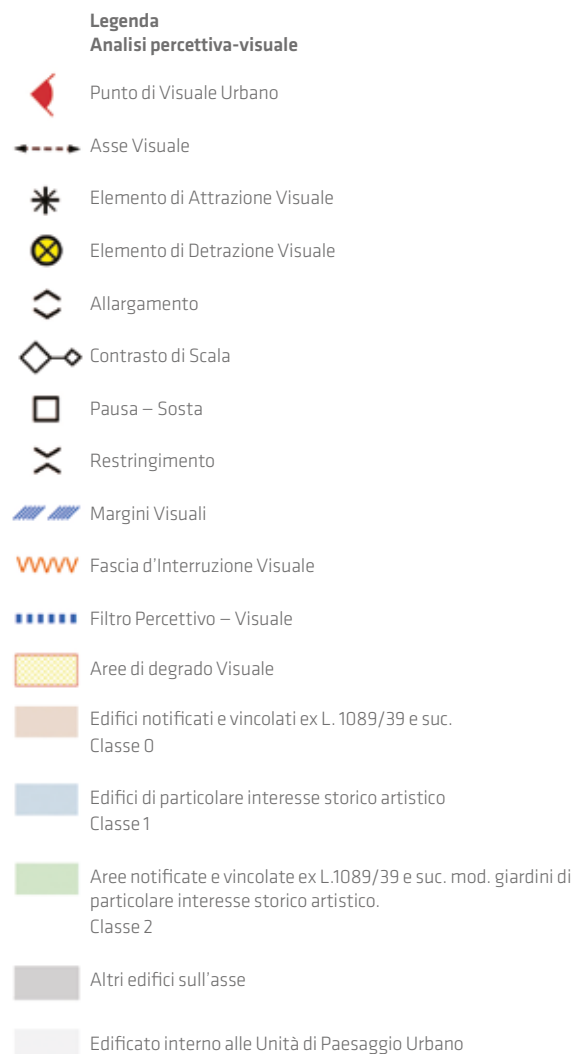 Legenda
Analisi percettiva-visuale
Punto di Visuale Urbano
Asse Visuale
Elemento di Attrazione Visuale
Elemento di Detrazione Visuale
Allargamento
Contrasto di Scala
Pausa – Sosta
Restringimento
Margini Visuali
Fascia d'Interruzione Visuale
Filtro Percettivo – Visuale
Aree di degrado Visuale
Edifici notificati e vincolati ex L. 1089/39 e suc.
Classe 0
Edifici di particolare interesse storico artistico
Classe 1
Aree notificate e vincolate ex L.1089/39 e suc. mod. giardini di
particolare interesse storico artistico.
Classe 2
Altri edifici sull'asse
Edificato interno alle Unità di Paesaggio Urbano